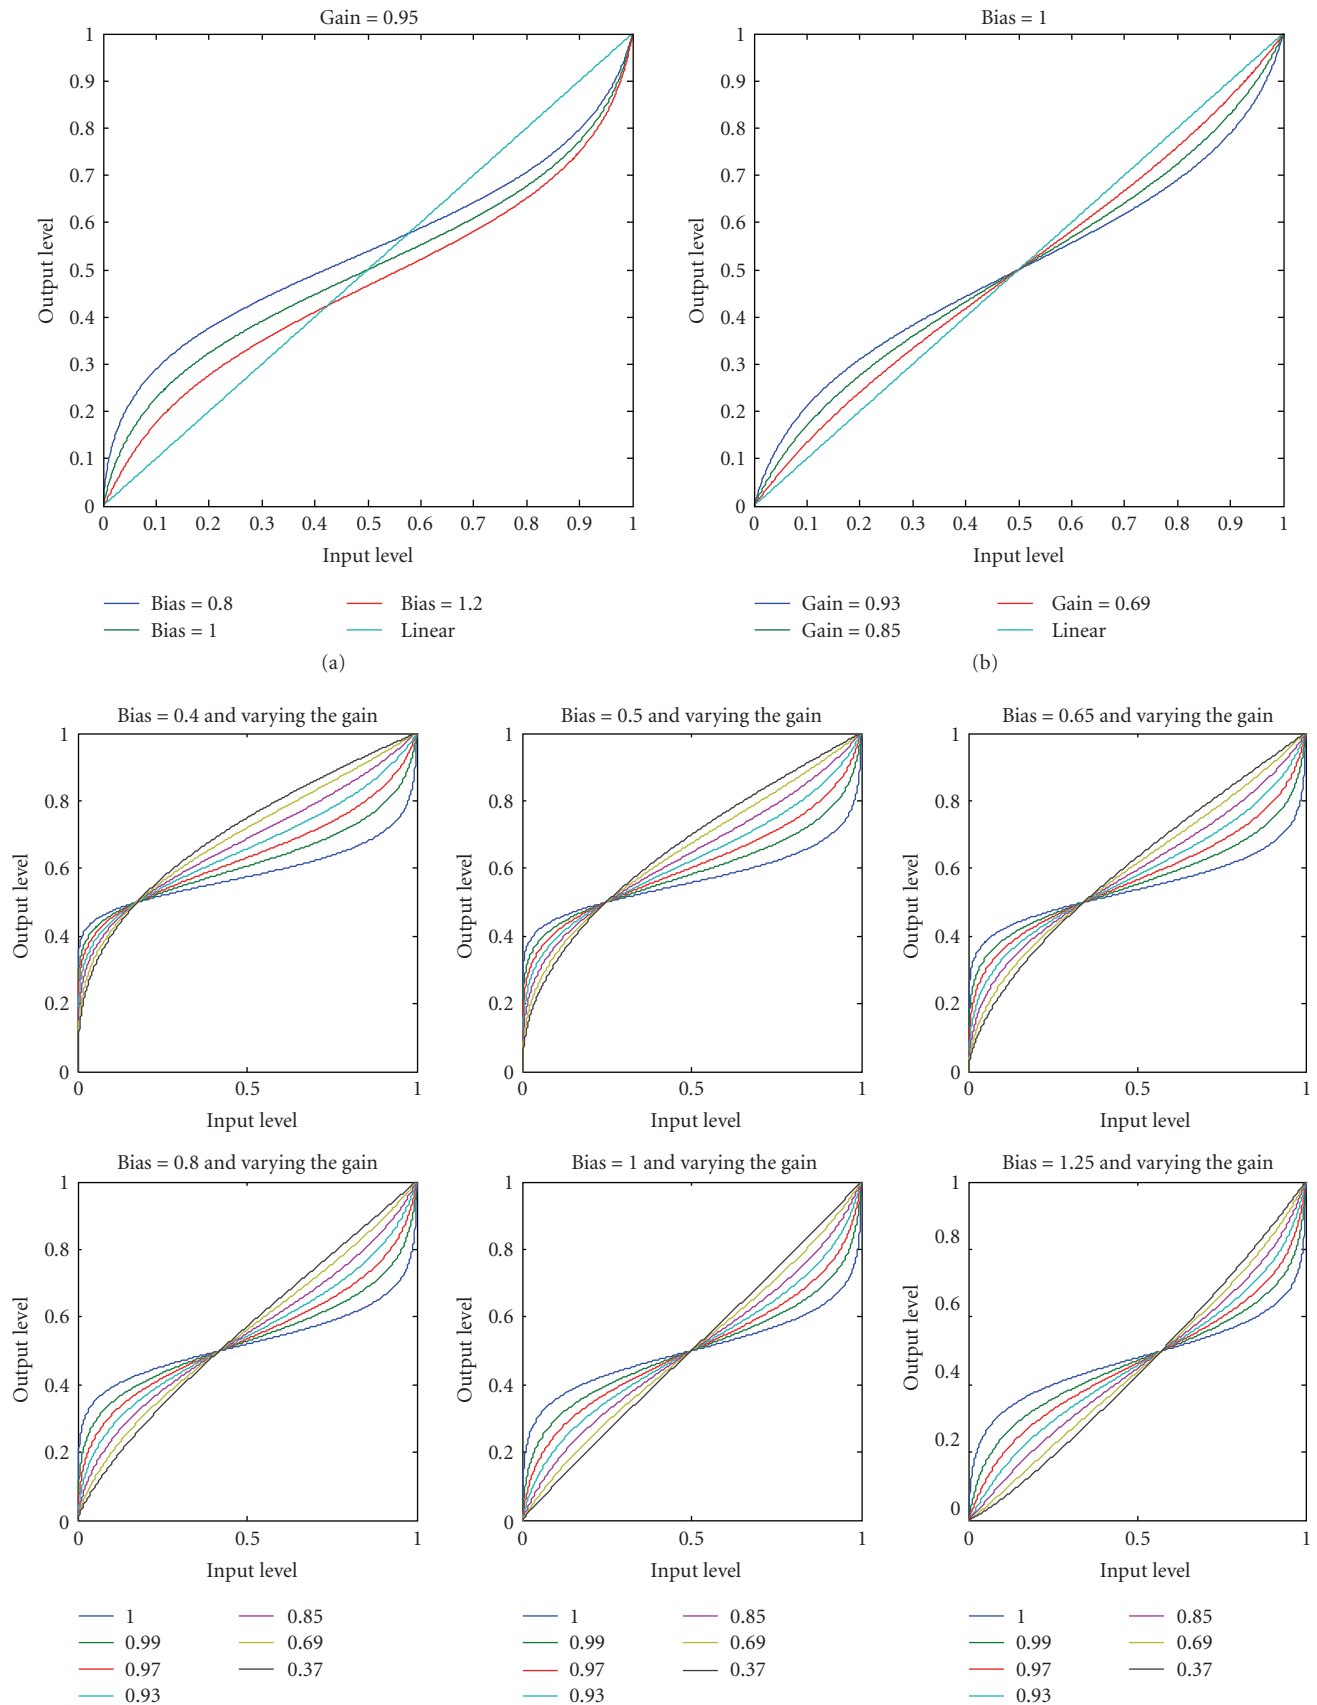 Gain = 0.95
1
0.9
0.8
0.7
0.6
0.5
0.4
0.3
0.2
0.1
0
Output level
0 0.1 0.2 0.3 0.4 0.5 0.6 0.7 0.8 0.9 1
Input level
Bias = 0.8
Bias = 1
Bias = 1.2
Linear
(a)
Bias = 1
1
0.9
0.8
0.7
0.6
0.5
0.4
0.3
0.2
0.1
0
Output level
0 0.1 0.2 0.3 0.4 0.5 0.6 0.7 0.8 0.9 1
Input level
Gain = 0.93
Gain = 0.85
Gain = 0.69
Linear
(b)
Bias = 0.4 and varying the gain
1
0.8
0.6
0.4
0.2
0
Output level
0 0.5 1
Input level
Bias = 0.5 and varying the gain
1
0.8
0.6
0.4
0.2
0
Output level
0 0.5 1
Input level
Bias = 0.65 and varying the gain
1
0.8
0.6
0.4
0.2
0
Output level
0 0.5 1
Input level
Bias = 0.8 and varying the gain
1
0.8
0.6
0.4
0.2
0
Output level
0 0.5 1
Input level
1
0.99
0.97
0.93
0.85
0.69
0.37
Bias = 1 and varying the gain
1
0.8
0.6
0.4
0.2
0
Output level
0 0.5 1
Input level
1
0.99
0.97
0.93
0.85
0.69
0.37
Bias = 1.25 and varying the gain
1
0.8
0.6
0.4
0.2
0
Output level
0 0.5 1
Input level
1
0.99
0.97
0.93
0.85
0.69
0.37